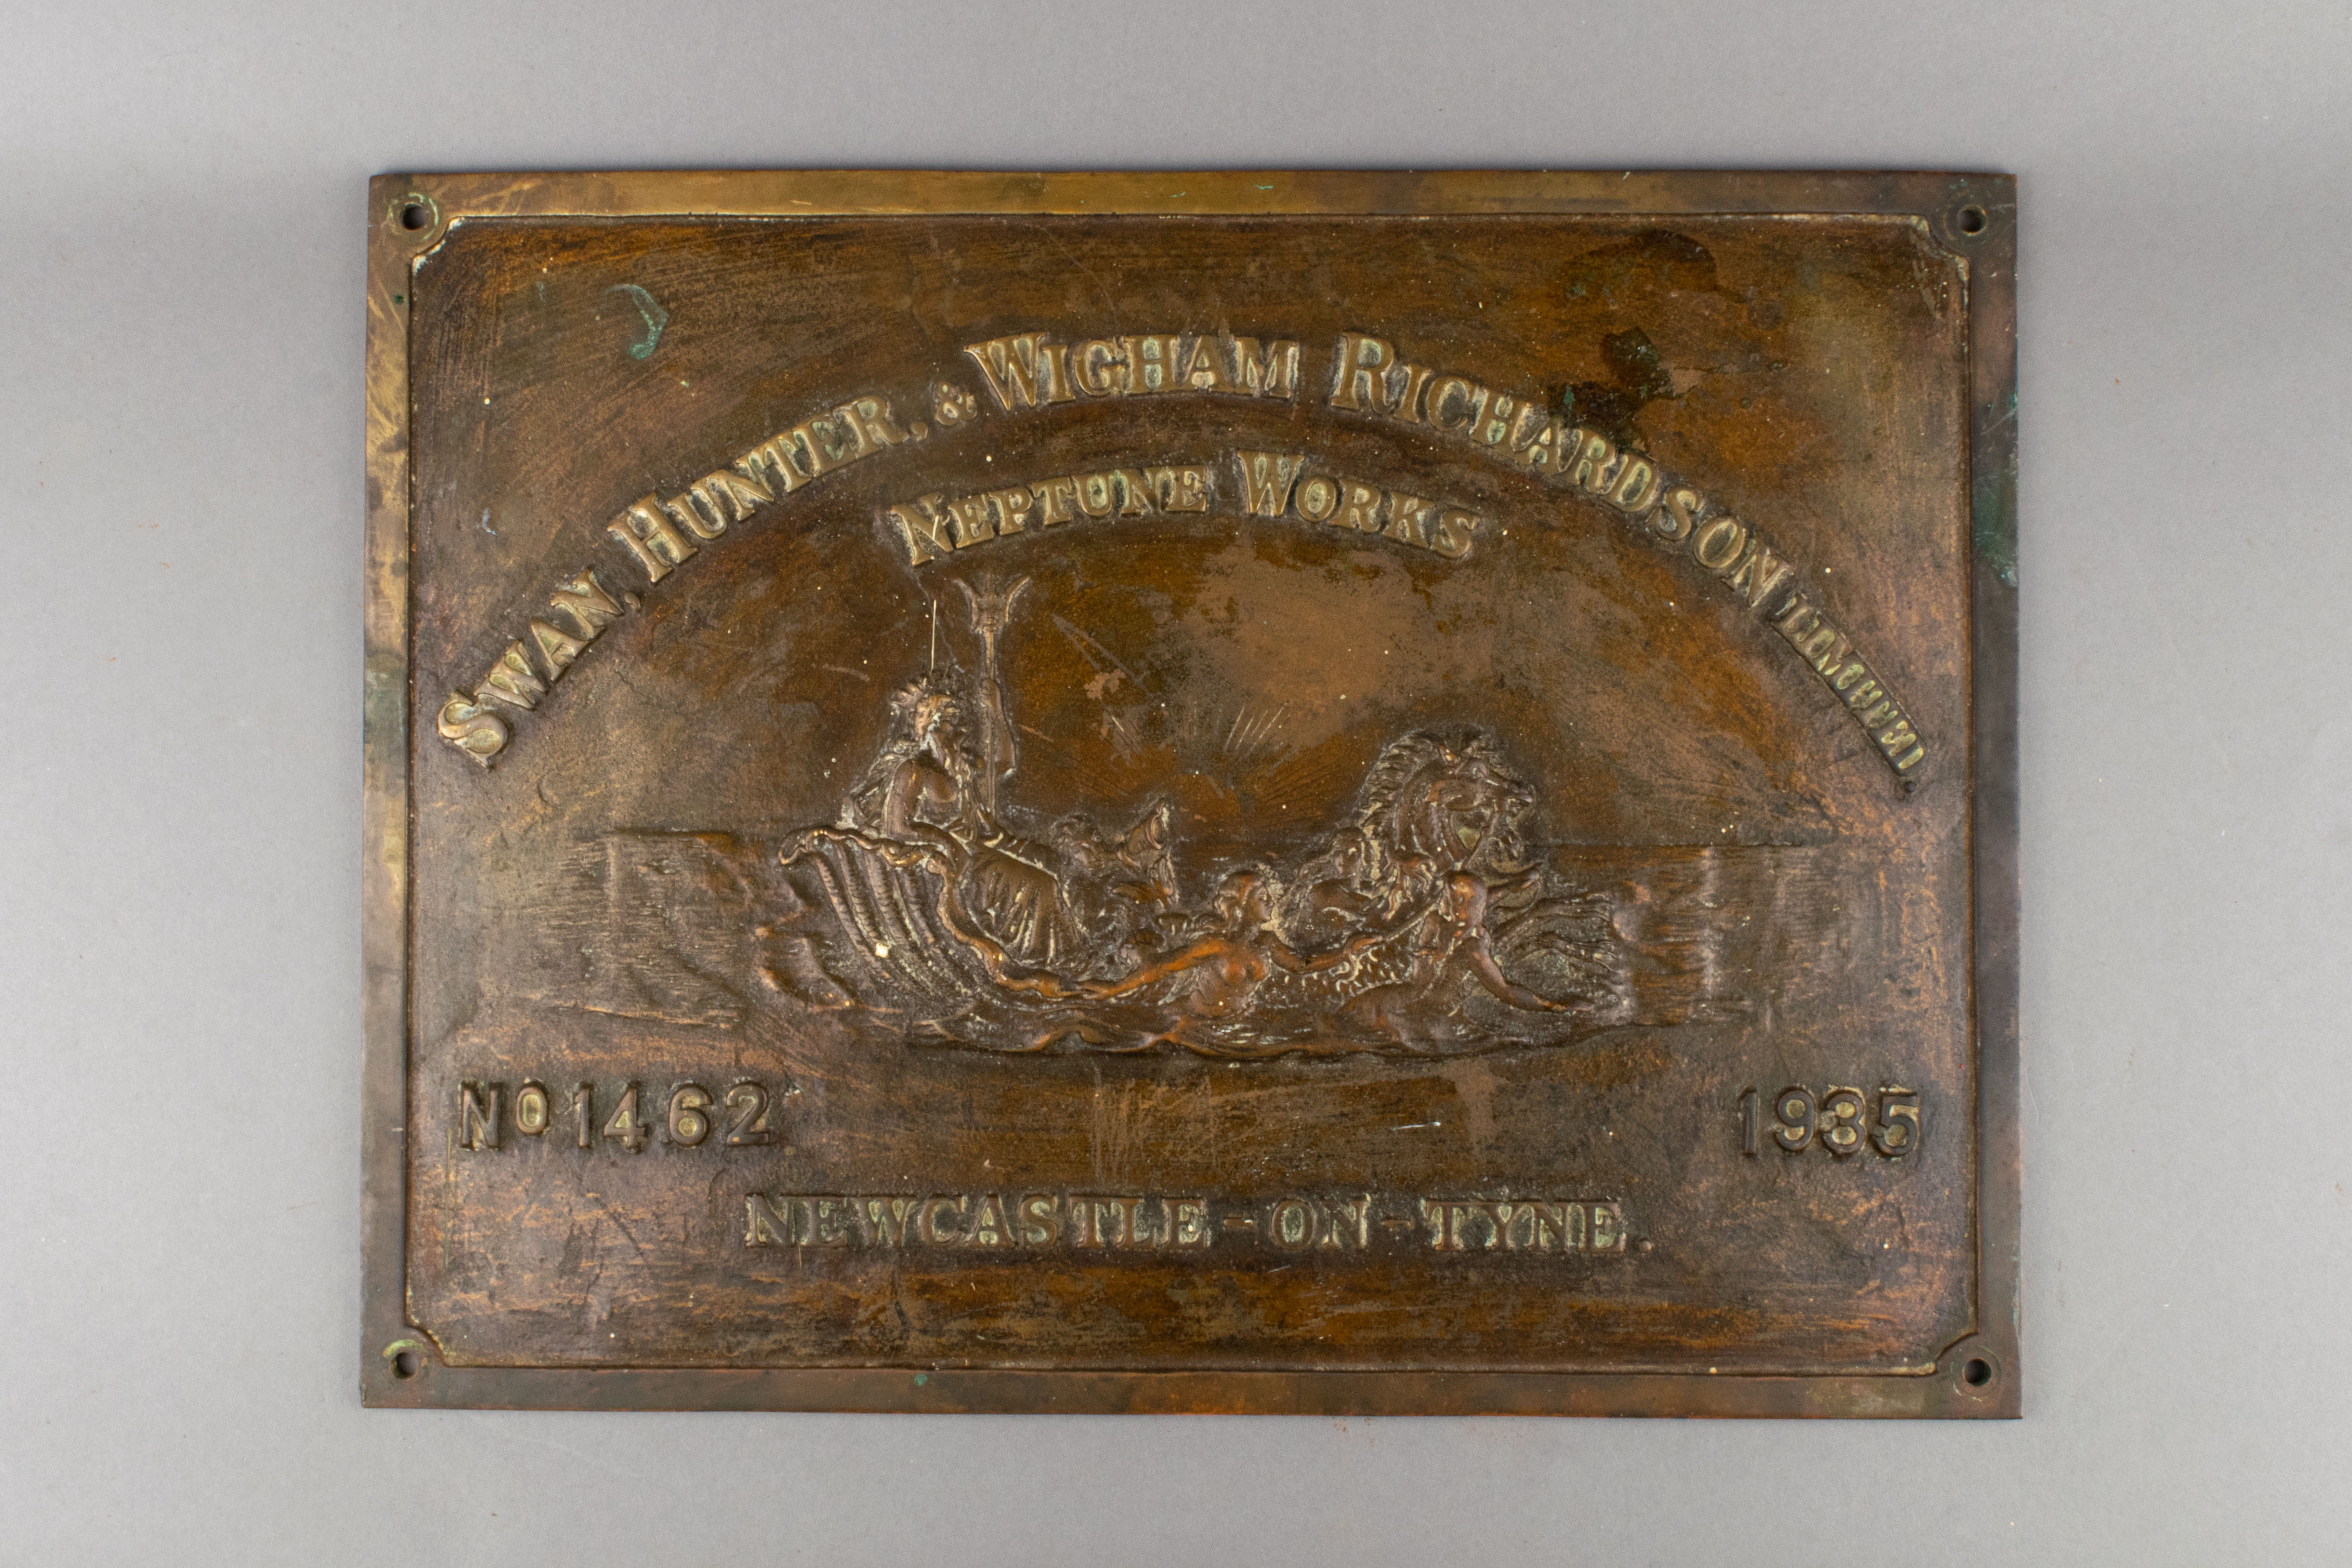 SWAN, HUNTER, & WIGHAM RICHARDSON LIMITED.
NEPTUNE WORKS
No 1462
1935
NEWCASTLE-ON-TYNE.